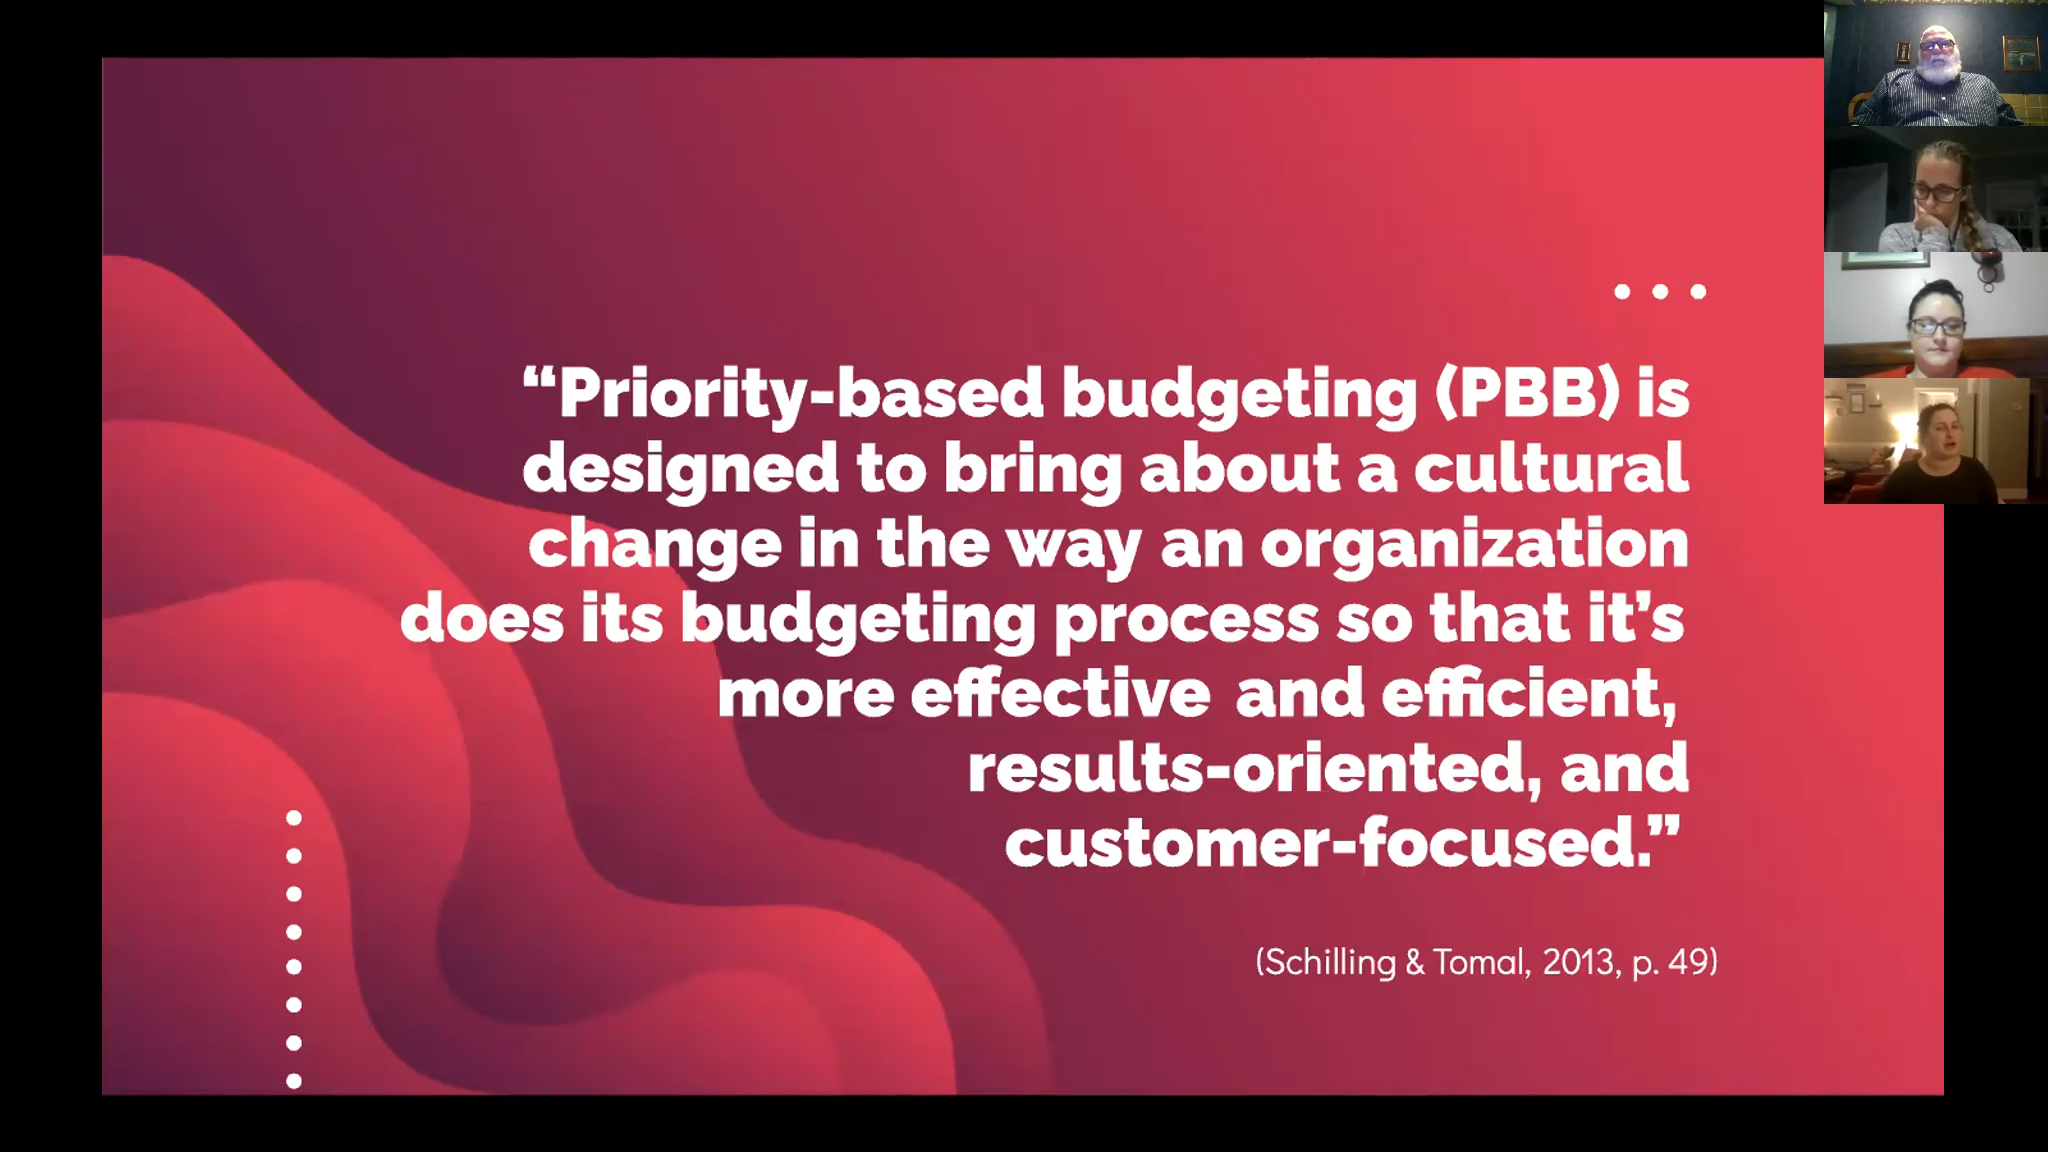 “Priority-based budgeting (PBB) is
designed to bring about a cultural
change in the way an organization
does its budgeting process so that it’s
more effective and efficient,
results-oriented, and
customer-focused.”
(Schilling & Tomal, 2013, p. 49)